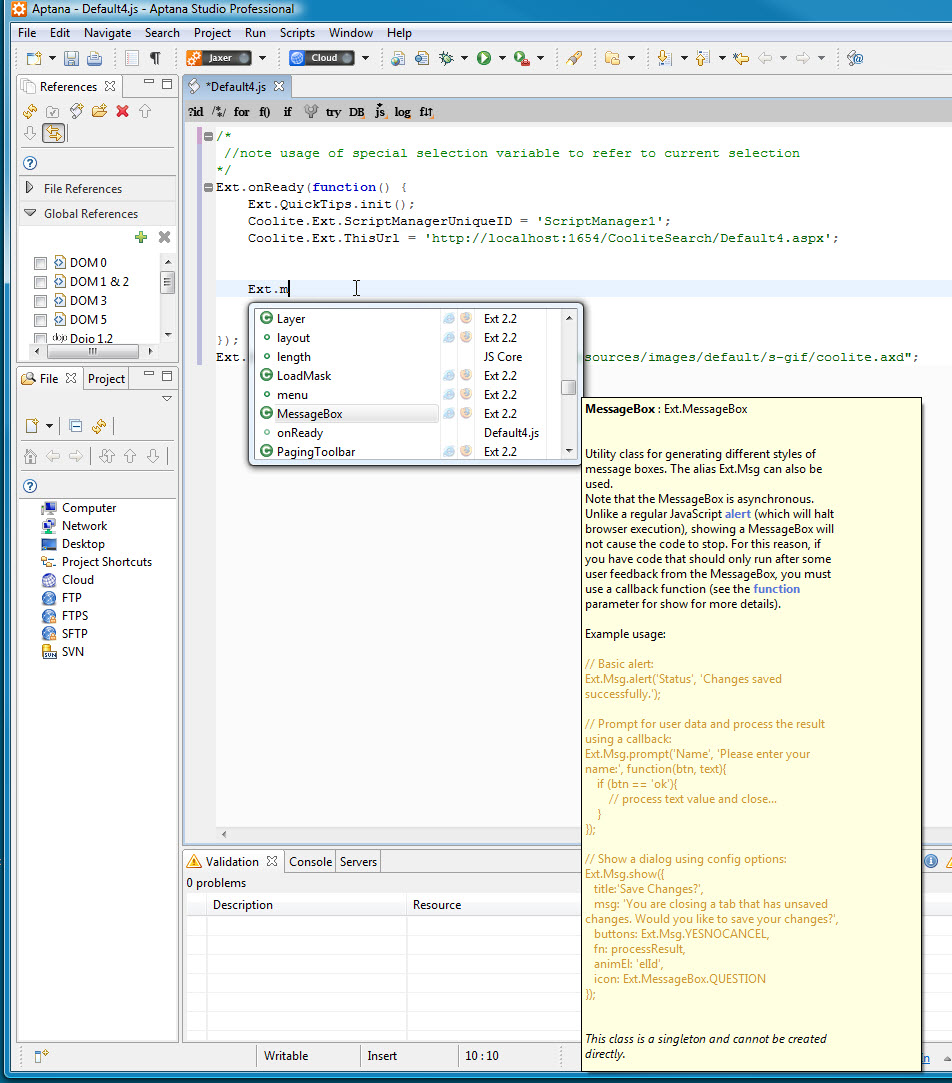 Aptana - Default4.js - Aptana Studio Professional
File Edit Navigate Search Project Run Scripts Window Help
Jaxer Cloud
References
*Default4.js
?id /*/ for f() if try DB js log f
/*
//note usage of special selection variable to refer to current selection
*/
Ext.onReady(function() {
Ext.QuickTips.init();
Coolite.Ext.ScriptManagerUniqueID = 'ScriptManager1';
Coolite.Ext.ThisUrl = 'http://localhost:1654/CooliteSearch/Default4.aspx';
Ext.m
});
Ext.
sources/images/default/s-gif/coolite.axd";
File References
Global References
DOM 0
DOM 1 & 2
DOM 3
DOM 5
dojo Dojo 1.2
Layer Ext 2.2
layout Ext 2.2
length JS Core
LoadMask Ext 2.2
menu Ext 2.2
MessageBox Ext 2.2
onReady Default4.js
PagingToolbar Ext 2.2
File Project
Computer
Network
Desktop
Project Shortcuts
Cloud
FTP
FTPS
SFTP
SVN
MessageBox : Ext.MessageBox
Utility class for generating different styles of
message boxes. The alias Ext.Msg can also be
used.
Note that the MessageBox is asynchronous.
Unlike a regular JavaScript alert (which will halt
browser execution), showing a MessageBox will
not cause the code to stop. For this reason, if
you have code that should only run after some
user feedback from the MessageBox, you must
use a callback function (see the function
parameter for show for more details).
Example usage:
// Basic alert:
Ext.Msg.alert('Status', 'Changes saved
successfully.');
// Prompt for user data and process the result
using a callback:
Ext.Msg.prompt('Name', 'Please enter your
name:', function(btn, text){
if (btn == 'ok'){
// process text value and close...
}
});
// Show a dialog using config options:
Ext.Msg.show({
title:'Save Changes?',
msg: 'You are closing a tab that has unsaved
changes. Would you like to save your changes?',
buttons: Ext.Msg.YESNOCANCEL,
fn: processResult,
animEl: 'elId',
icon: Ext.MessageBox.QUESTION
});
This class is a singleton and cannot be created
directly.
Validation Console Servers
0 problems
Description Resource
Writable Insert 10 : 10